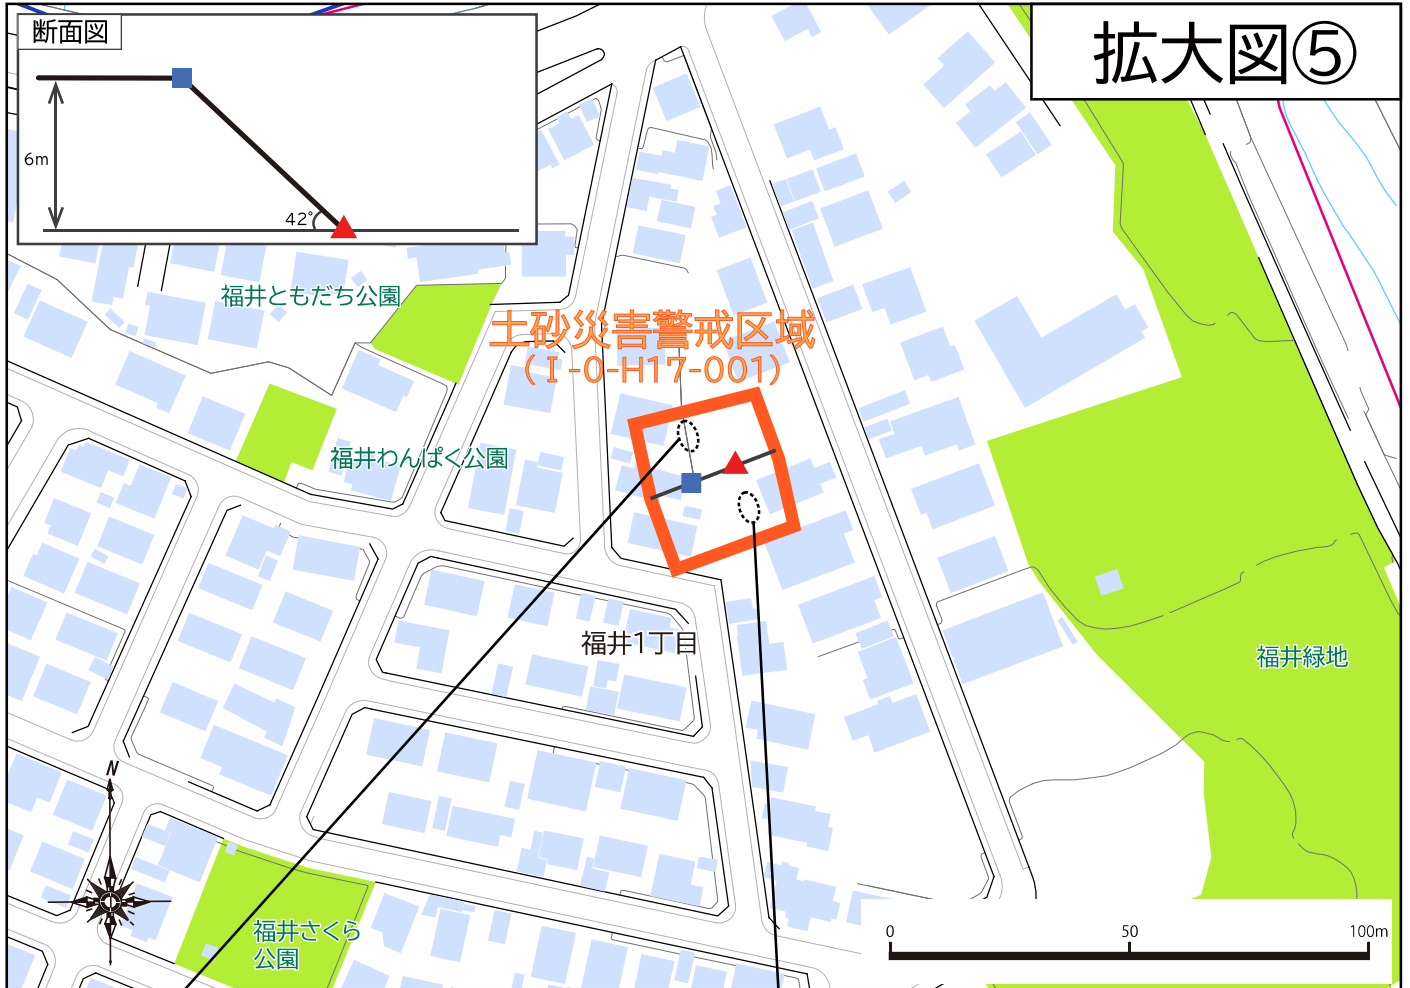 断面図
6m
42°
拡大図⑤
福井ともだち公園
土砂災害警戒区域
(Ⅰ-0-H17-001)
福井わんぱく公園
福井1丁目
福井緑地
N
福井さくら
公園
0 50 100m